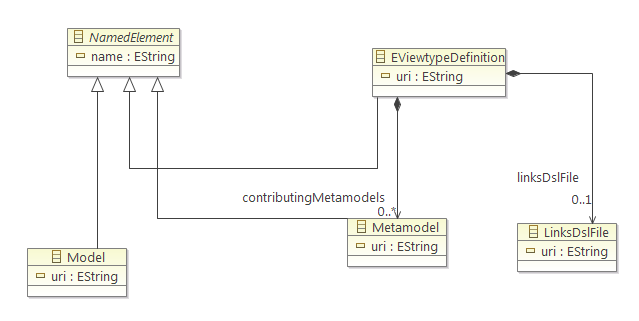 NamedElement
name : EString
EViewtypeDefinition
uri : EString
linksDslFile
0..1
contributingMetamodels
0..*
Metamodel
uri : EString
LinksDslFile
uri : EString
Model
uri : EString